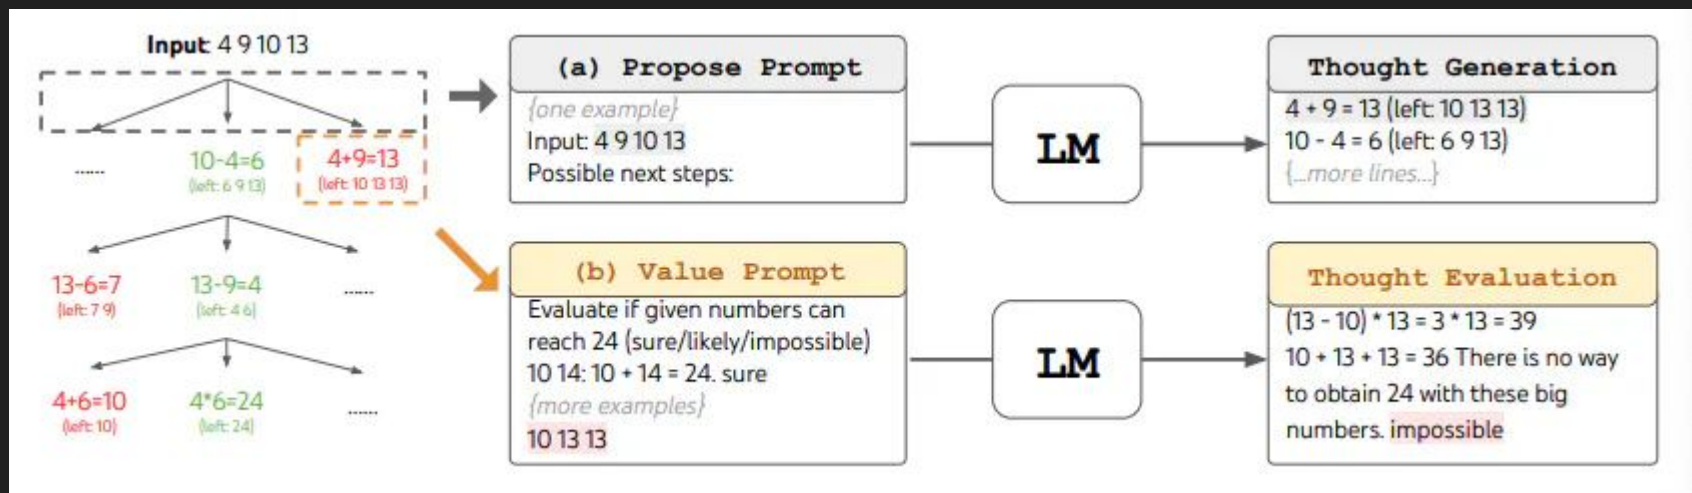 Input: 4 9 10 13
......
10-4=6
(left: 6 9 13)
4+9=13
(left: 10 13 13)
13-6=7
(left: 7 9)
13-9=4
(left: 4 6)
......
4+6=10
(left: 10)
4*6=24
(left: 24)
......
(a) Propose Prompt
{one example}
Input: 4 9 10 13
Possible next steps:
LM
Thought Generation
4 + 9 = 13 (left: 10 13 13)
10 - 4 = 6 (left: 6 9 13)
{...more lines...}
(b) Value Prompt
Evaluate if given numbers can
reach 24 (sure/likely/impossible)
10 14: 10 + 14 = 24. sure
{more examples}
10 13 13
LM
Thought Evaluation
(13 - 10) * 13 = 3 * 13 = 39
10 + 13 + 13 = 36 There is no way
to obtain 24 with these big
numbers. impossible